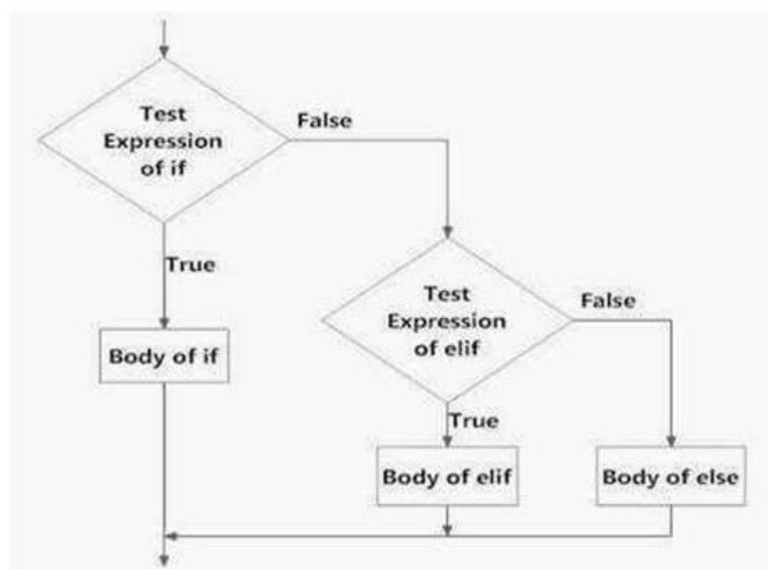 Test
Expression
of if
False
True
Body of if
Test
Expression
of elif
False
True
Body of elif
Body of else